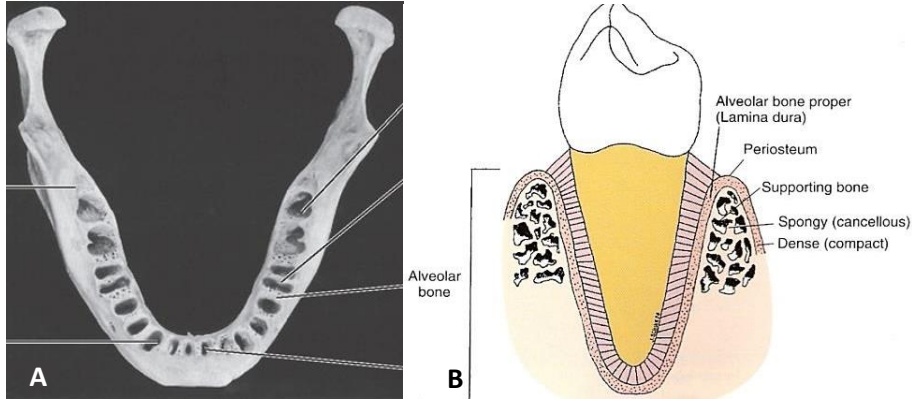 A
B
Alveolar
bone
Alveolar bone proper
(Lamina dura)
Periosteum
Supporting bone
Spongy (cancellous)
Dense (compact)